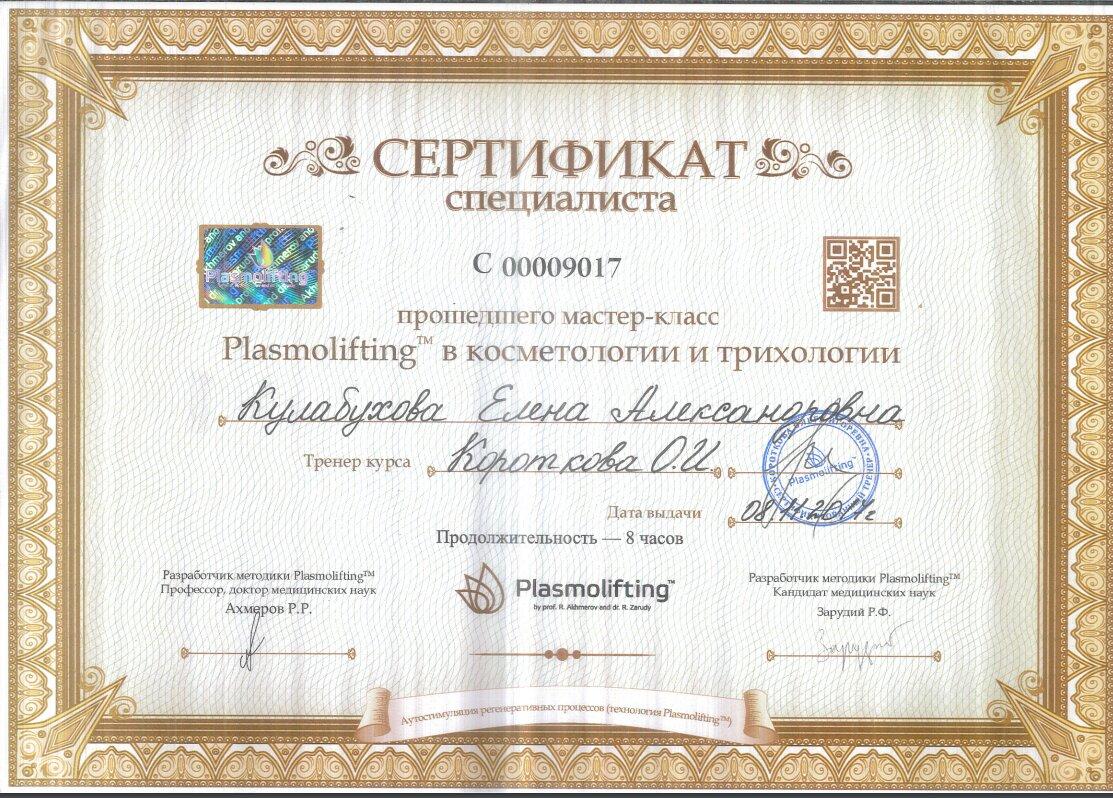 СЕРТИФИКАТ
специалиста
Plasmolifting
С 00009017
прошедшего мастер-класс
Plasmolifting™ в косметологии и трихологии
Кулабухова Елена Александровна
Тренер курса Короткова О.И.
Plasmolifting™
Дата выдачи
Продолжительность — 8 часов
Разработчик методики Plasmolifting™
Профессор, доктор медицинских наук
Ахмеров Р.Р.
Plasmolifting™
by prof. R. Akhmerov and dr. R. Zarudy
Разработчик методики Plasmolifting™
Кандидат медицинских наук
Зарудий Р.Ф.
Аутостимуляция регенеративных процессов (технология Plasmolifting™)